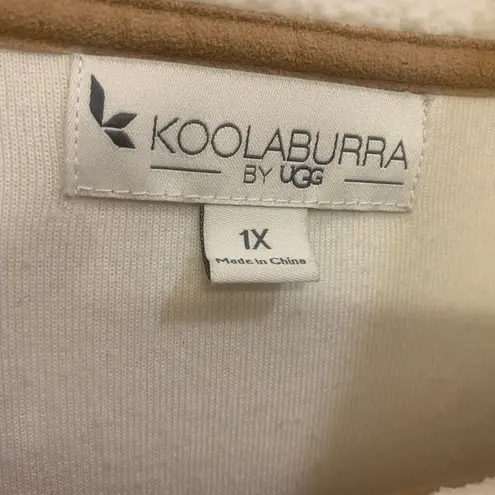 KOOLABURRA
BY UGG
1X
Made in China